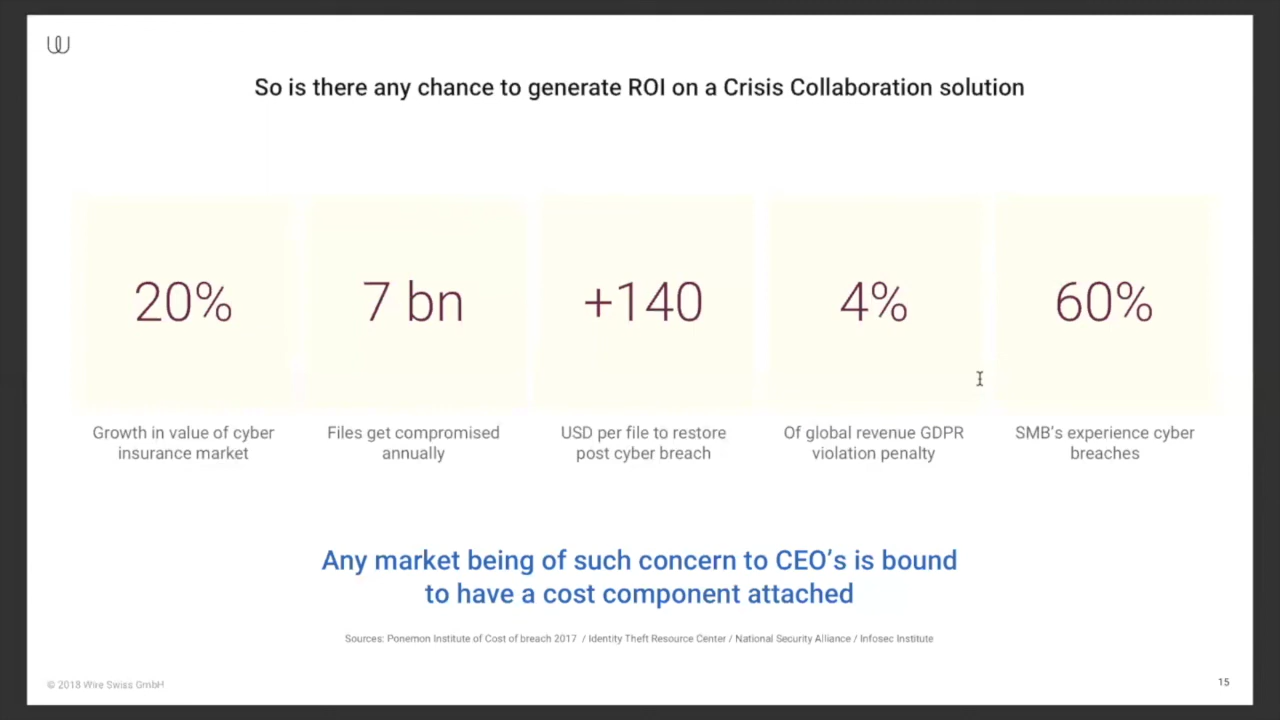 So is there any chance to generate ROI on a Crisis Collaboration solution
20%
7 bn
+140
4%
60%
Growth in value of cyber
insurance market
Files get compromised
annually
USD per file to restore
post cyber breach
Of global revenue GDPR
violation penalty
SMB's experience cyber
breaches
Any market being of such concern to CEO's is bound
to have a cost component attached
Sources: Ponemon Institute of Cost of breach 2017 / Identity Theft Resource Center / National Security Alliance / Infosec Institute
© 2018 Wire Swiss GmbH
15